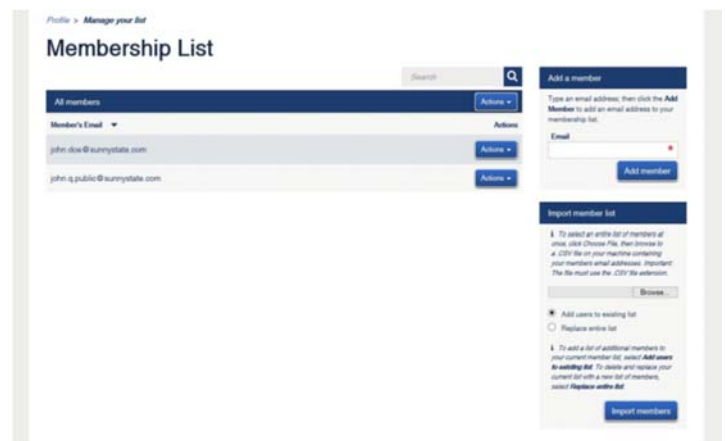 Profile > Manage your list
Membership List
Search
All members
Actions
Member's Email
Actions
john.doe@sunnystate.com
Actions
john.q.public@sunnystate.com
Actions
Add a member
Type an email address; then click the Add
Member to add an email address to your
membership list.
Email
*
Add member
Import member list
i To select an entire list of members at
once, click Choose File, then browse to
a .CSV file on your machine containing
your members email addresses. Important:
The file must use the .CSV file extension.
Browse...
Add users to existing list
Replace entire list
i To add a list of additional members to
your current member list, select Add users
to existing list. To delete and replace your
current list with a new list of members,
select Replace entire list.
Import members